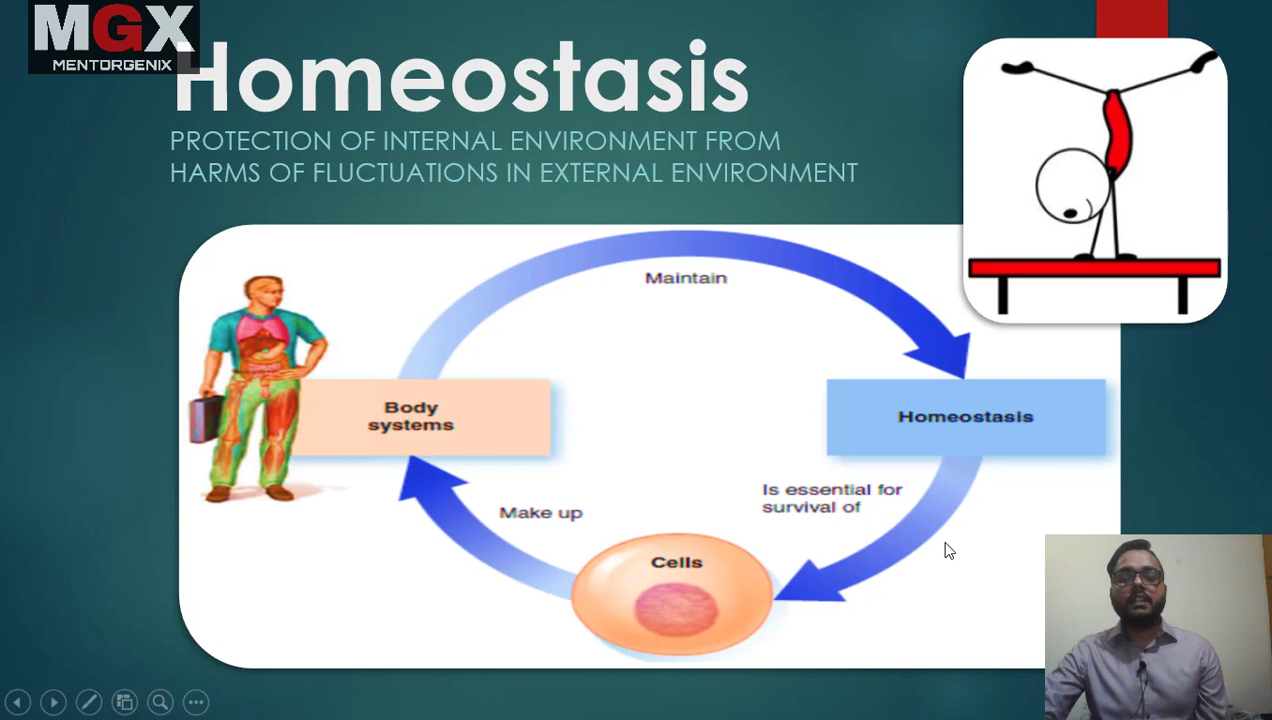 MGX
MENTORGENIX
Homeostasis
PROTECTION OF INTERNAL ENVIRONMENT FROM
HARMS OF FLUCTUATIONS IN EXTERNAL ENVIRONMENT
Maintain
Body
systems
Homeostasis
Is essential for
survival of
Make up
Cells